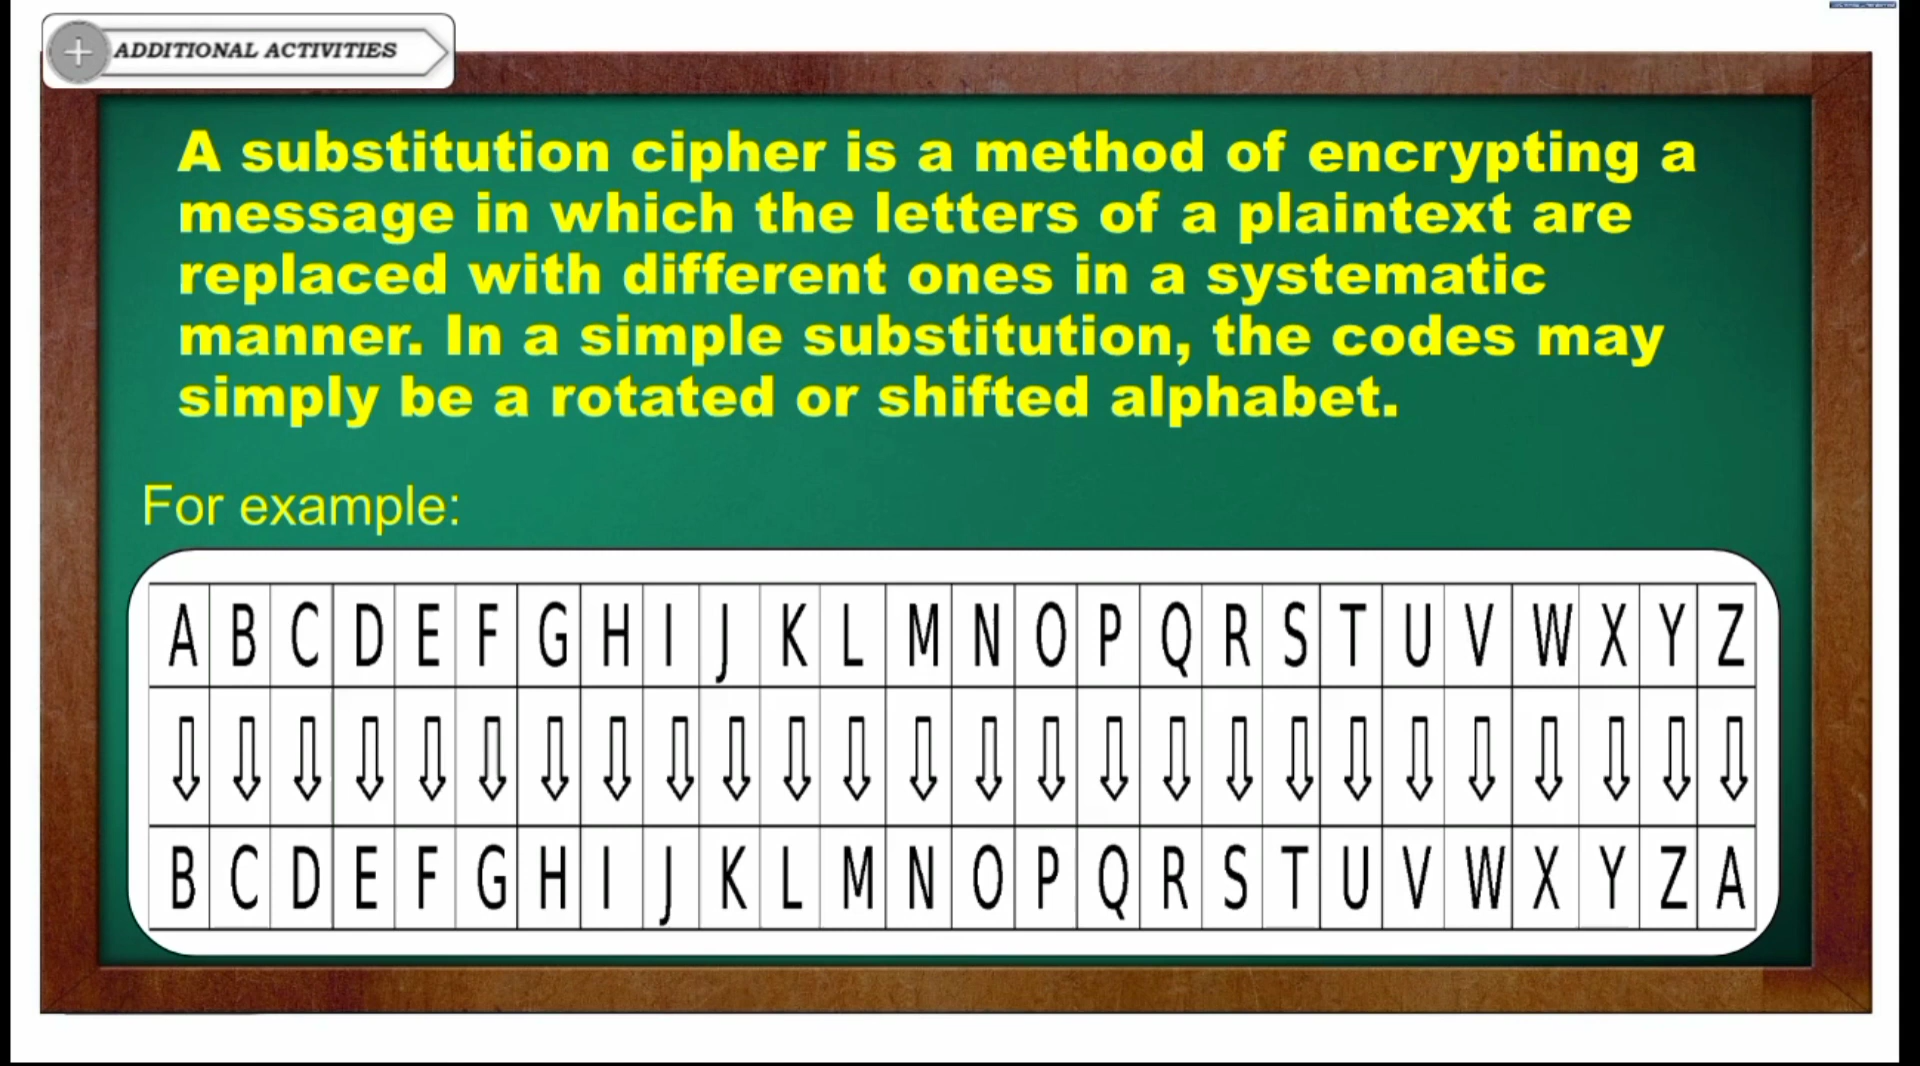 ADDITIONAL ACTIVITIES
A substitution cipher is a method of encrypting a
message in which the letters of a plaintext are
replaced with different ones in a systematic
manner. In a simple substitution, the codes may
simply be a rotated or shifted alphabet.
For example:
A B C D E F G H I J K L M N O P Q R S T U V W X Y Z
B C D E F G H I J K L M N O P Q R S T U V W X Y Z A